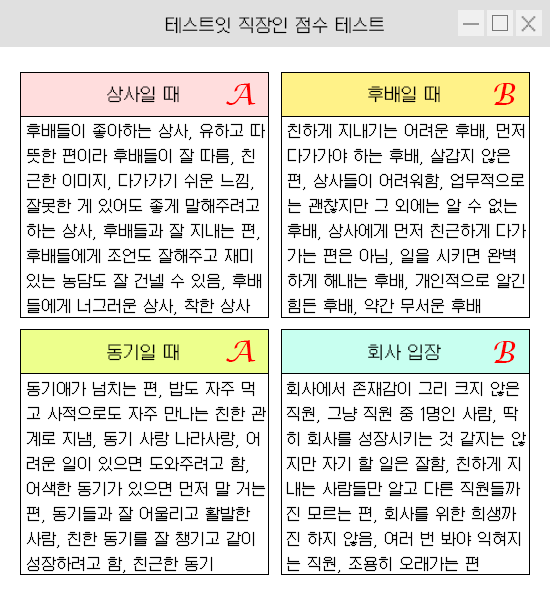 테스트잇 직장인 점수 테스트
상사일 때 A
후배들이 좋아하는 상사, 유하고 따
뜻한 편이라 후배들이 잘 따름, 친
근한 이미지, 다가가기 쉬운 느낌,
잘못한 게 있어도 좋게 말해주려고
하는 상사, 후배들과 잘 지내는 편,
후배들에게 조언도 잘해주고 재미
있는 농담도 잘 건넬 수 있음, 후배
들에게 너그러운 상사, 착한 상사
후배일 때 B
친하게 지내기는 어려운 후배, 먼저
다가가야 하는 후배, 살갑지 않은
편, 상사들이 어려워함, 업무적으로
는 괜찮지만 그 외에는 알 수 없는
후배, 상사에게 먼저 친근하게 다가
가는 편은 아님, 일을 시키면 완벽
하게 해내는 후배, 개인적으로 알긴
힘든 후배, 약간 무서운 후배
동기일 때 A
동기애가 넘치는 편, 밥도 자주 먹
고 사적으로도 자주 만나는 친한 관
계로 지냄, 동기 사랑 나라사랑, 어
려운 일이 있으면 도와주려고 함,
어색한 동기가 있으면 먼저 말 거는
편, 동기들과 잘 어울리고 활발한
사람, 친한 동기를 잘 챙기고 같이
성장하려고 함, 친근한 동기
회사 입장 B
회사에서 존재감이 그리 크지 않은
직원, 그냥 직원 중 1명인 사람, 딱
히 회사를 성장시키는 것 같지는 않
지만 자기 할 일은 잘함, 친하게 지
내는 사람들만 알고 다른 직원들까
진 모르는 편, 회사를 위한 희생까
진 하지 않음, 여러 번 봐야 익혀지
는 직원, 조용히 오래가는 편